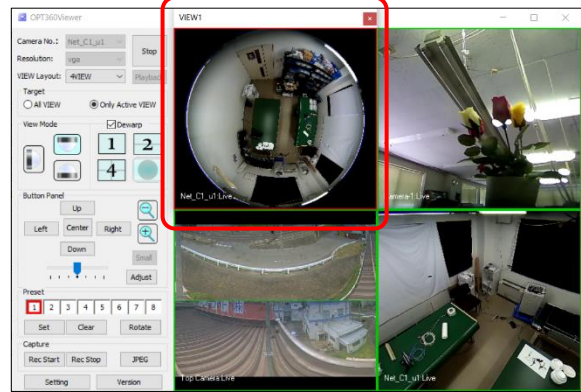 OPT360Viewer
VIEW1
Camera No.: Net_C1_u1
Stop
Resolution: vga
VIEW Layout: 4VIEW
Playback
Target
All VIEW
Only Active VIEW
View Mode
Dewarp
1
2
4
Button Panel
Up
Left
Center
Right
Down
Small
Adjust
Preset
1 2 3 4 5 6 7 8
Set
Clear
Rotate
Capture
Rec Start
Rec Stop
JPEG
Setting
Version
Net_C1_u1:Live
Camera-1:Live
Top Camera:Live
Net_C1_u1:Live